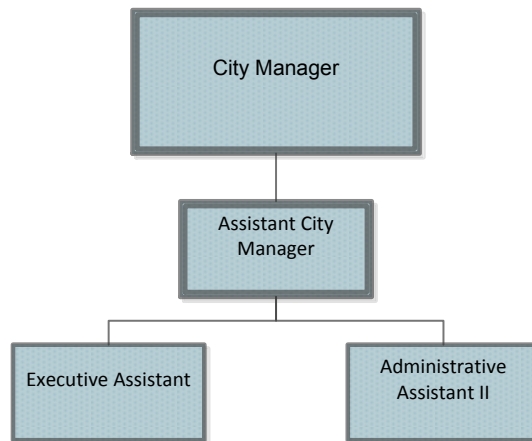 City Manager
Assistant City
Manager
Executive Assistant
Administrative
Assistant II